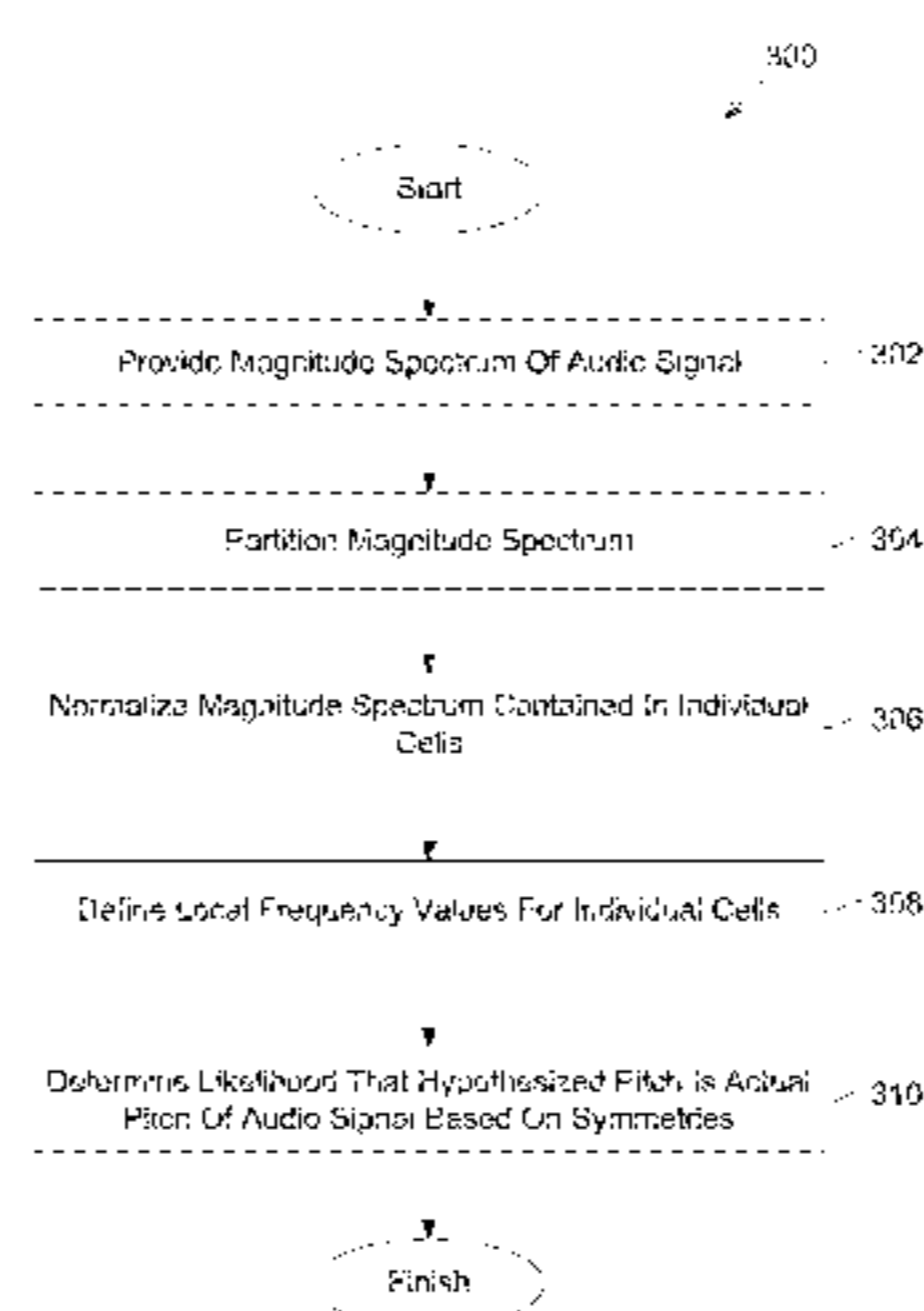 300
Start
Provide Magnitude Spectrum Of Audio Signal
302
Partition Magnitude Spectrum
304
Normalize Magnitude Spectrum Contained In Individual
Cells
306
Define Local Frequency Values For Individual Cells
308
Determine Likelihood That Hypothesized Pitch Is Actual
Pitch Of Audio Signal Based On Symmetries
310
Finish